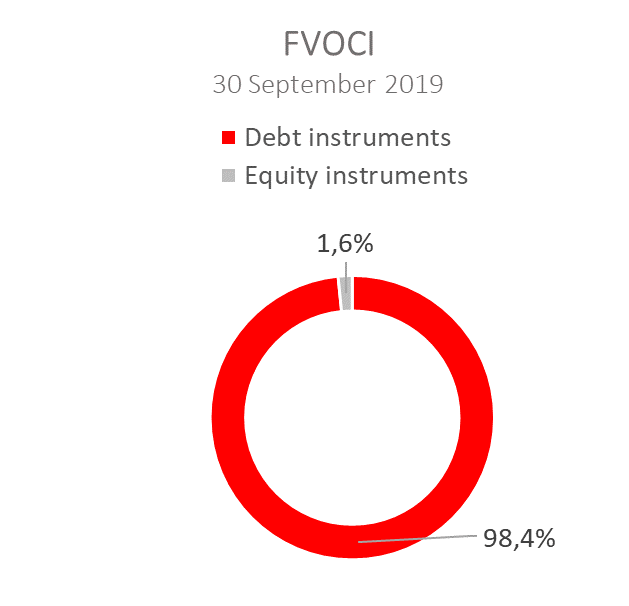 FVOCI
30 September 2019
Debt instruments
Equity instruments
1,6%
98,4%